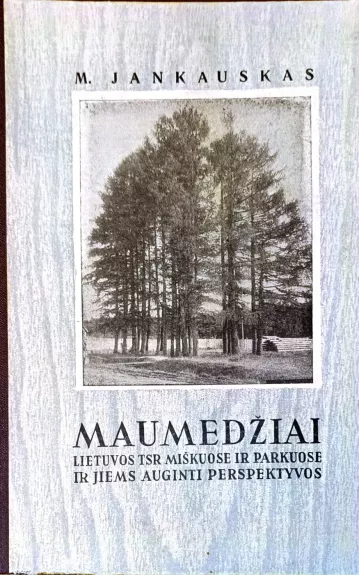 M. JANKAUSKAS
MAUMEDŽIAI
LIETUVOS TSR MIŠKUOSE IR PARKUOSE
IR JIEMS AUGINTI PERSPEKTYVOS